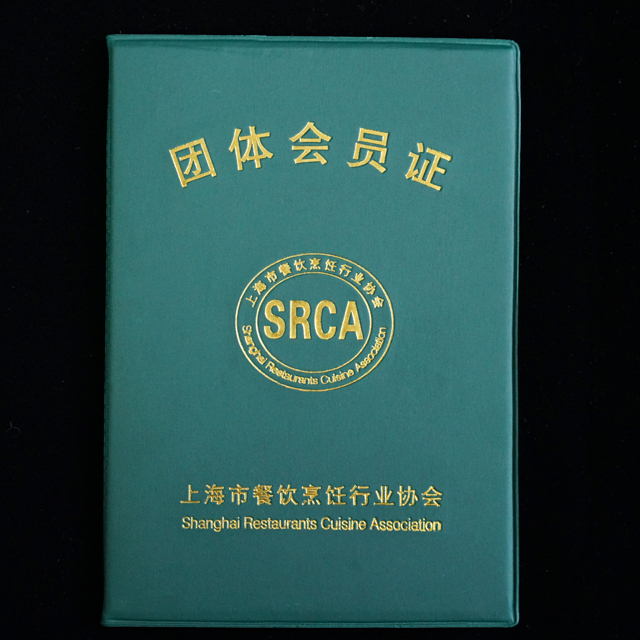 团体会员证
上海市餐饮烹饪行业协会
SRCA
Shanghai Restaurants Cuisine Association
上海市餐饮烹饪行业协会
Shanghai Restaurants Cuisine Association